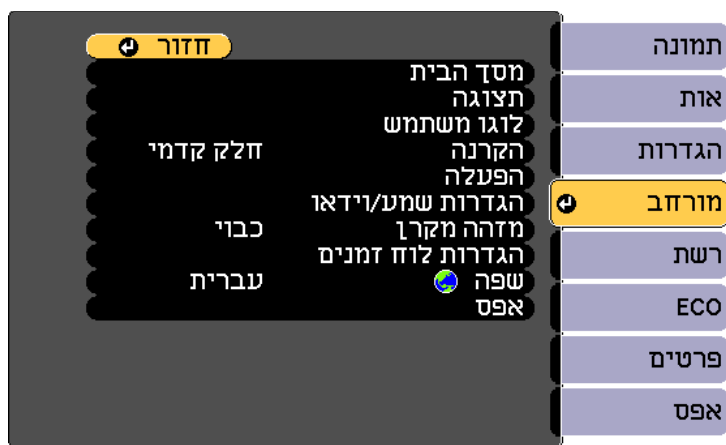 תמונה
אות
הגדרות
מורחב
רשת
ECO
פרטים
אפס
חזור
מסך הבית
תצוגה
לוגו משתמש
הקרנה חלק קדמי
הפעלה
הגדרות שמע/וידאו
מזהה מקרן כבוי
הגדרות לוח זמנים
שפה עברית
אפס